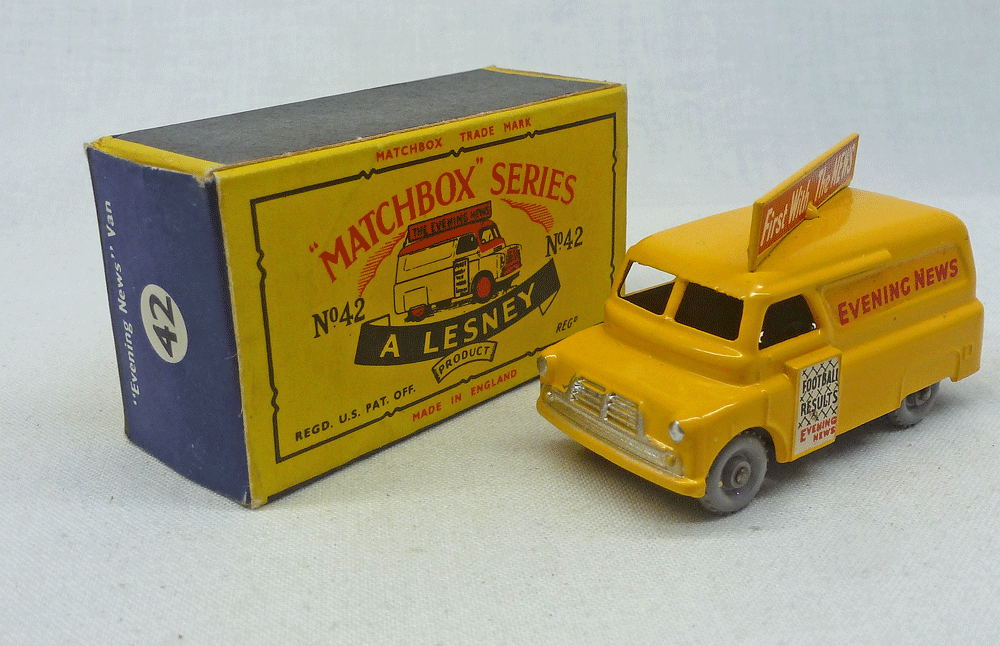 "Evening News" Van
42
MATCHBOX TRADE MARK
"MATCHBOX" SERIES
THE EVENING NEWS
Nº42
Nº42
A LESNEY
PRODUCT
REGD
REGD. U.S. PAT. OFF.
MADE IN ENGLAND
First With "The NEWS"
EVENING NEWS
FOOTBALL
RESULTS
EVENING
NEWS